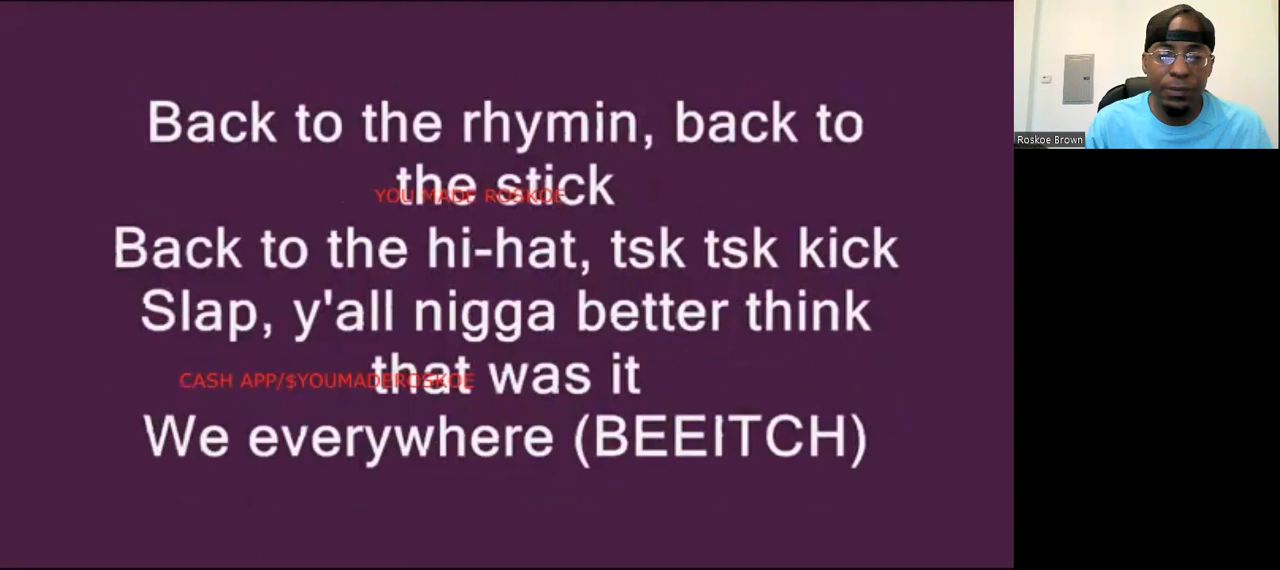 Back to the rhymin, back to
the stick
YOU MADE ROSKOE
Back to the hi-hat, tsk tsk kick
Slap, y'all nigga better think
that was it
CASH APP/$YOUMADEROSKOE
We everywhere (BEEITCH)
Roskoe Brown